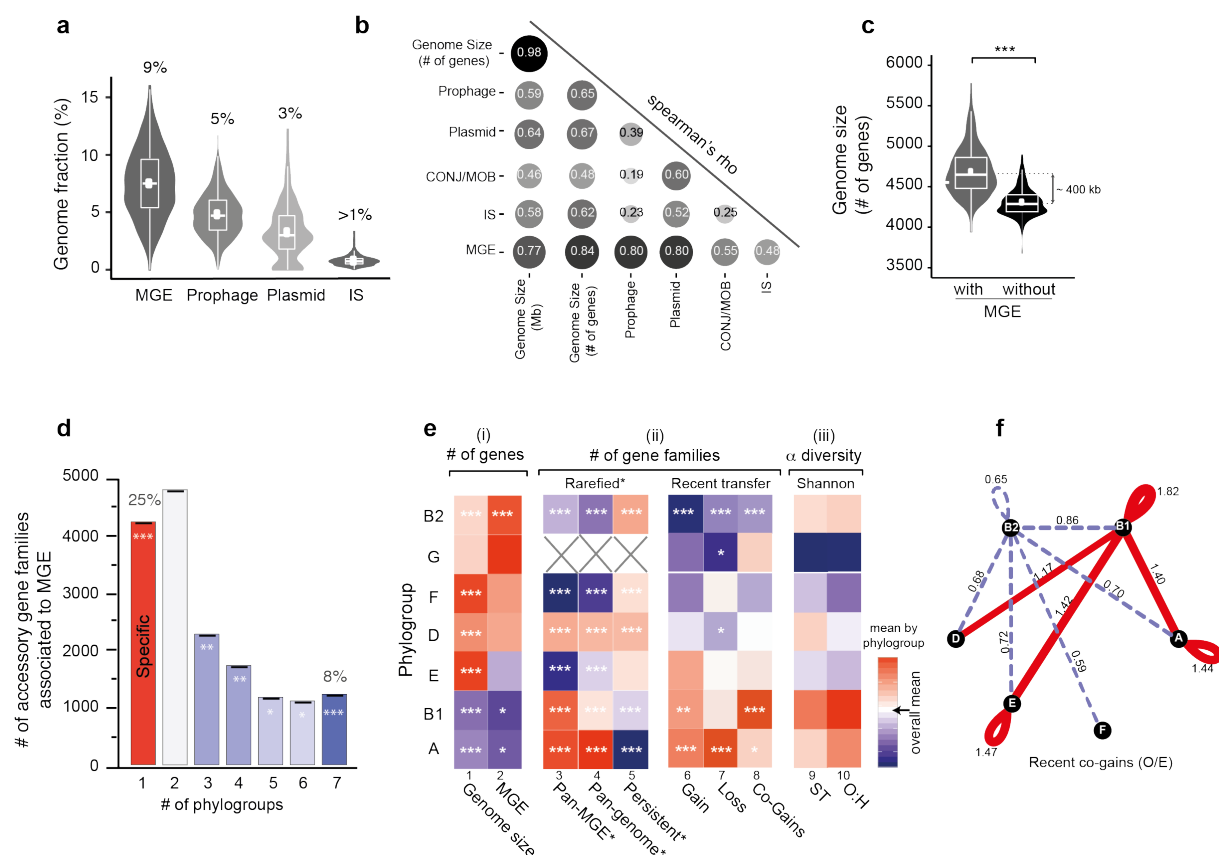 a
9%
5%
3%
>1%
15
10
5
0
Genome fraction (%)
MGE
Prophage
Plasmid
IS
b
Genome Size
(# of genes)
0.98
Prophage
0.59
0.65
Plasmid
0.64
0.67
0.39
CONJ/MOB
0.46
0.48
0.19
0.60
IS
0.58
0.62
0.23
0.52
0.25
MGE
0.77
0.84
0.80
0.80
0.55
0.48
spearman's rho
Genome Size
(Mb)
Genome Size
(# of genes)
Prophage
Plasmid
CONJ/MOB
IS
c
***
6000
5500
5000
4500
4000
3500
Genome size
(# of genes)
~ 400 kb
with
without
MGE
d
5000
4000
3000
2000
1000
0
# of accessory gene families
associated to MGE
25%
***
Specific
**
**
*
*
8%
***
1 2 3 4 5 6 7
# of phylogroups
e
(i)
# of genes
(ii)
# of gene families
(iii)
α diversity
Rarefied*
Recent transfer
Shannon
Phylogroup
B2 *** *** *** *** *** *** *** ***
G *
F *** *** *** ***
D *** *** *** *** *
E *** *** ***
B1 *** * *** *** *** ** ***
A *** * *** *** *** *** *** *
1 2 3 4 5 6 7 8 9 10
Genome size
MGE
Pan-MGE*
Pan-genome*
Persistent*
Gain
Loss
Co-Gains
ST
O:H
mean by
phylogroup
overall mean
f
0.65
1.82
B2
0.86
B1
0.68
1.17
1.40
0.70
1.42
0.72
0.59
D
A
1.44
E
F
1.47
Recent co-gains (O/E)